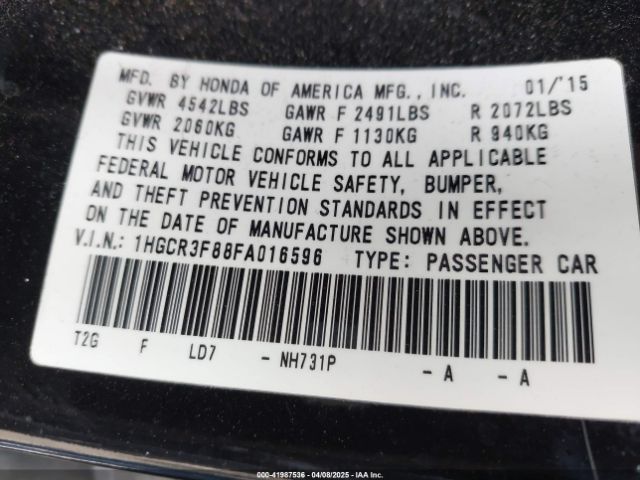 MFD. BY HONDA OF AMERICA MFG., INC. 01/'15
GVWR 4542LBS GAWR F 2491LBS R 2072LBS
GVWR 2060KG GAWR F 1130KG R 940KG
THIS VEHICLE CONFORMS TO ALL APPLICABLE
FEDERAL MOTOR VEHICLE SAFETY, BUMPER,
AND THEFT PREVENTION STANDARDS IN EFFECT
ON THE DATE OF MANUFACTURE SHOWN ABOVE.
V.I.N.: 1HGCR3F88FA016596 TYPE: PASSENGER CAR
T2G F LD7 - NH731P - A - A
<00-41987536 - 04/08/2025 - IAA Inc.>